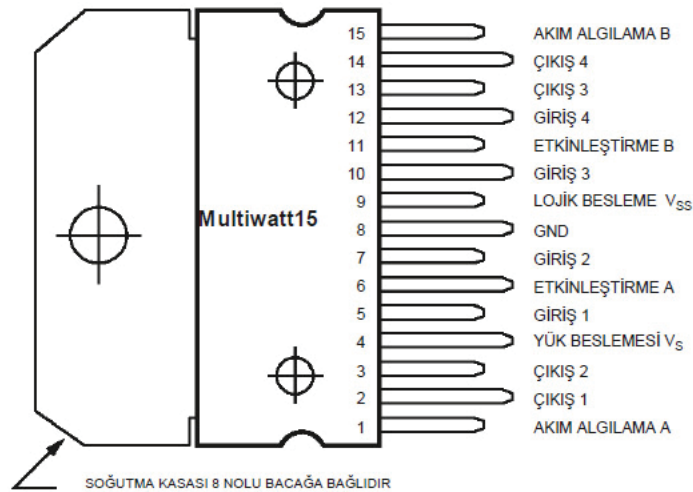 15 AKIM ALGILAMA B
14 ÇIKIŞ 4
13 ÇIKIŞ 3
12 GİRİŞ 4
11 ETKİNLEŞTİRME B
10 GİRİŞ 3
9 LOJİK BESLEME VSS
Multiwatt15
8 GND
7 GİRİŞ 2
6 ETKİNLEŞTİRME A
5 GİRİŞ 1
4 YÜK BESLEMESİ VS
3 ÇIKIŞ 2
2 ÇIKIŞ 1
1 AKIM ALGILAMA A
SOĞUTMA KASASI 8 NOLU BACAĞA BAĞLIDIR